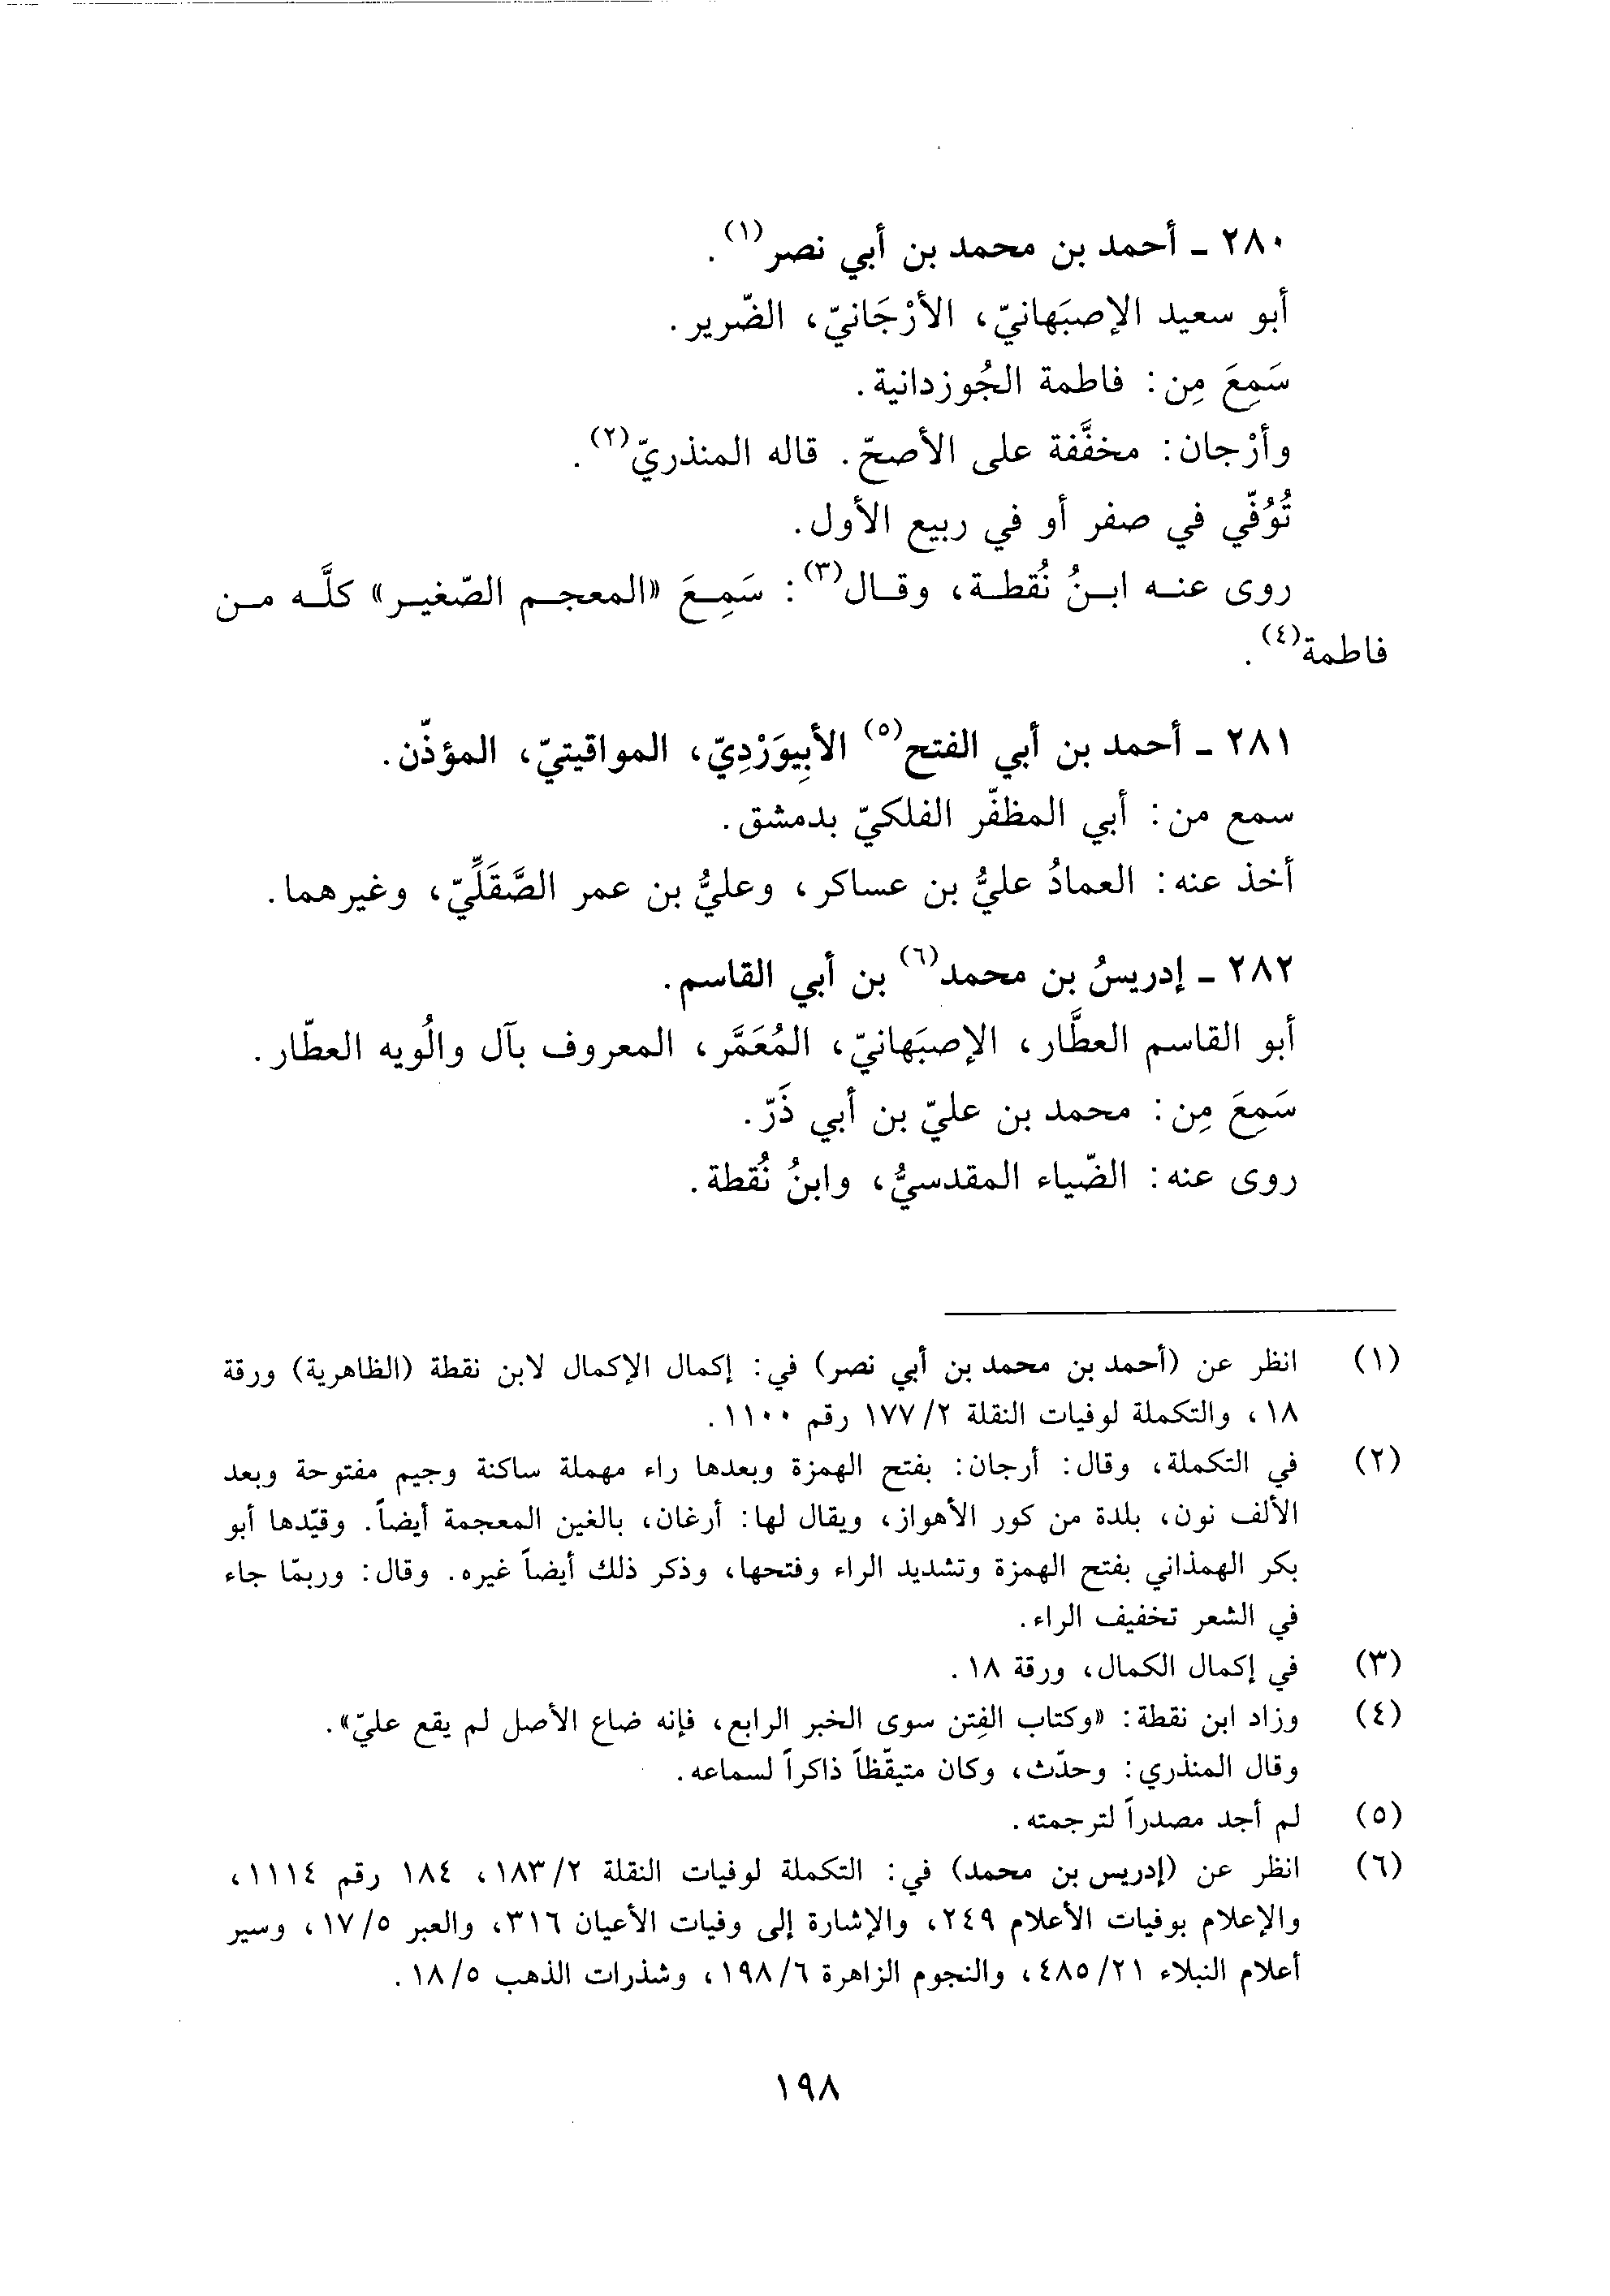 ٢٨٠ ـ أحمد بن محمد بن أبي نصر(١).
أبو سعيد الإصبَهانيّ، الأرْجَانيّ، الضّرير.
سَمِعَ مِن: فاطمة الجُوزدانية.
وأرْجان: مخفَّفة على الأصحّ. قاله المنذريّ(٢).
تُوُفّي في صفر أو في ربيع الأول.
روى عنه ابنُ نُقطة، وقال(٣): سَمِعَ «المعجم الصّغير» كلَّه من
فاطمة(٤).
٢٨١ ـ أحمد بن أبي الفتح(٥) الأبِيوَرْدِيّ، المواقيتيّ، المؤذّن.
سمع من: أبي المظفّر الفلكيّ بدمشق.
أخذ عنه: العمادُ عليُّ بن عساكر، وعليُّ بن عمر الصَّقَلِّيّ، وغيرهما.
٢٨٢ ـ إدريسُ بن محمد(٦) بن أبي القاسم.
أبو القاسم العطَّار، الإصبَهانيّ، المُعَمَّر، المعروف بآل والُويه العطّار.
سَمِعَ مِن: محمد بن عليّ بن أبي ذَرّ.
روى عنه: الضّياء المقدسيُّ، وابنُ نُقطة.
(١) انظر عن (أحمد بن محمد بن أبي نصر) في: إكمال الإكمال لابن نقطة (الظاهرية) ورقة
١٨، والتكملة لوفيات النقلة ١٧٧/٢ رقم ١١٠٠.
(٢) في التكملة، وقال: أرجان: بفتح الهمزة وبعدها راء مهملة ساكنة وجيم مفتوحة وبعد
الألف نون، بلدة من كور الأهواز، ويقال لها: أرغان، بالغين المعجمة أيضاً. وقيّدها أبو
بكر الهمذاني بفتح الهمزة وتشديد الراء وفتحها، وذكر ذلك أيضاً غيره. وقال: وربمّا جاء
في الشعر تخفيف الراء.
(٣) في إكمال الكمال، ورقة ١٨.
(٤) وزاد ابن نقطة: «وكتاب الفِتن سوى الخبر الرابع، فإنه ضاع الأصل لم يقع عليّ».
وقال المنذري: وحدّث، وكان متيقّظاً ذاكراً لسماعه.
(٥) لم أجد مصدراً لترجمته.
(٦) انظر عن (إدريس بن محمد) في: التكملة لوفيات النقلة ١٨٣/٢، ١٨٤ رقم ١١١٤،
والإعلام بوفيات الأعلام ٢٤٩، والإشارة إلى وفيات الأعيان ٣١٦، والعبر ١٧/٥، وسير
أعلام النبلاء ٤٨٥/٢١، والنجوم الزاهرة ١٩٨/٦، وشذرات الذهب ١٨/٥.
١٩٨